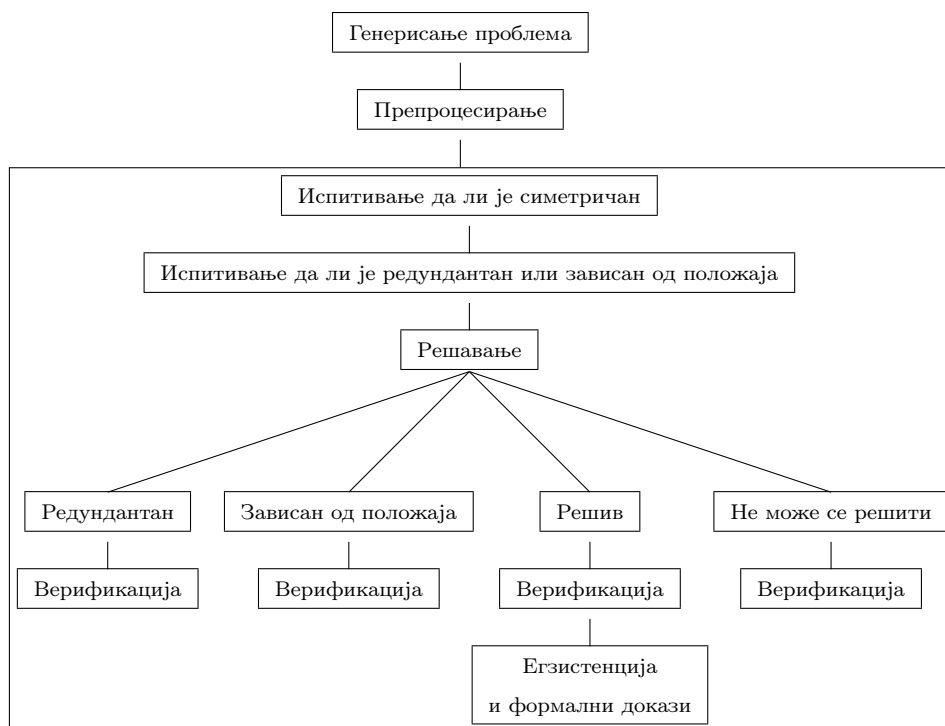 Генерисање проблема
Препроцесирање
Испитивање да ли је симетричан
Испитивање да ли је редундантан или зависан од положаја
Решавање
Редундантан
Зависан од положаја
Решив
Не може се решити
Верификација
Верификација
Верификација
Верификација
Егзистенција
и формални докази